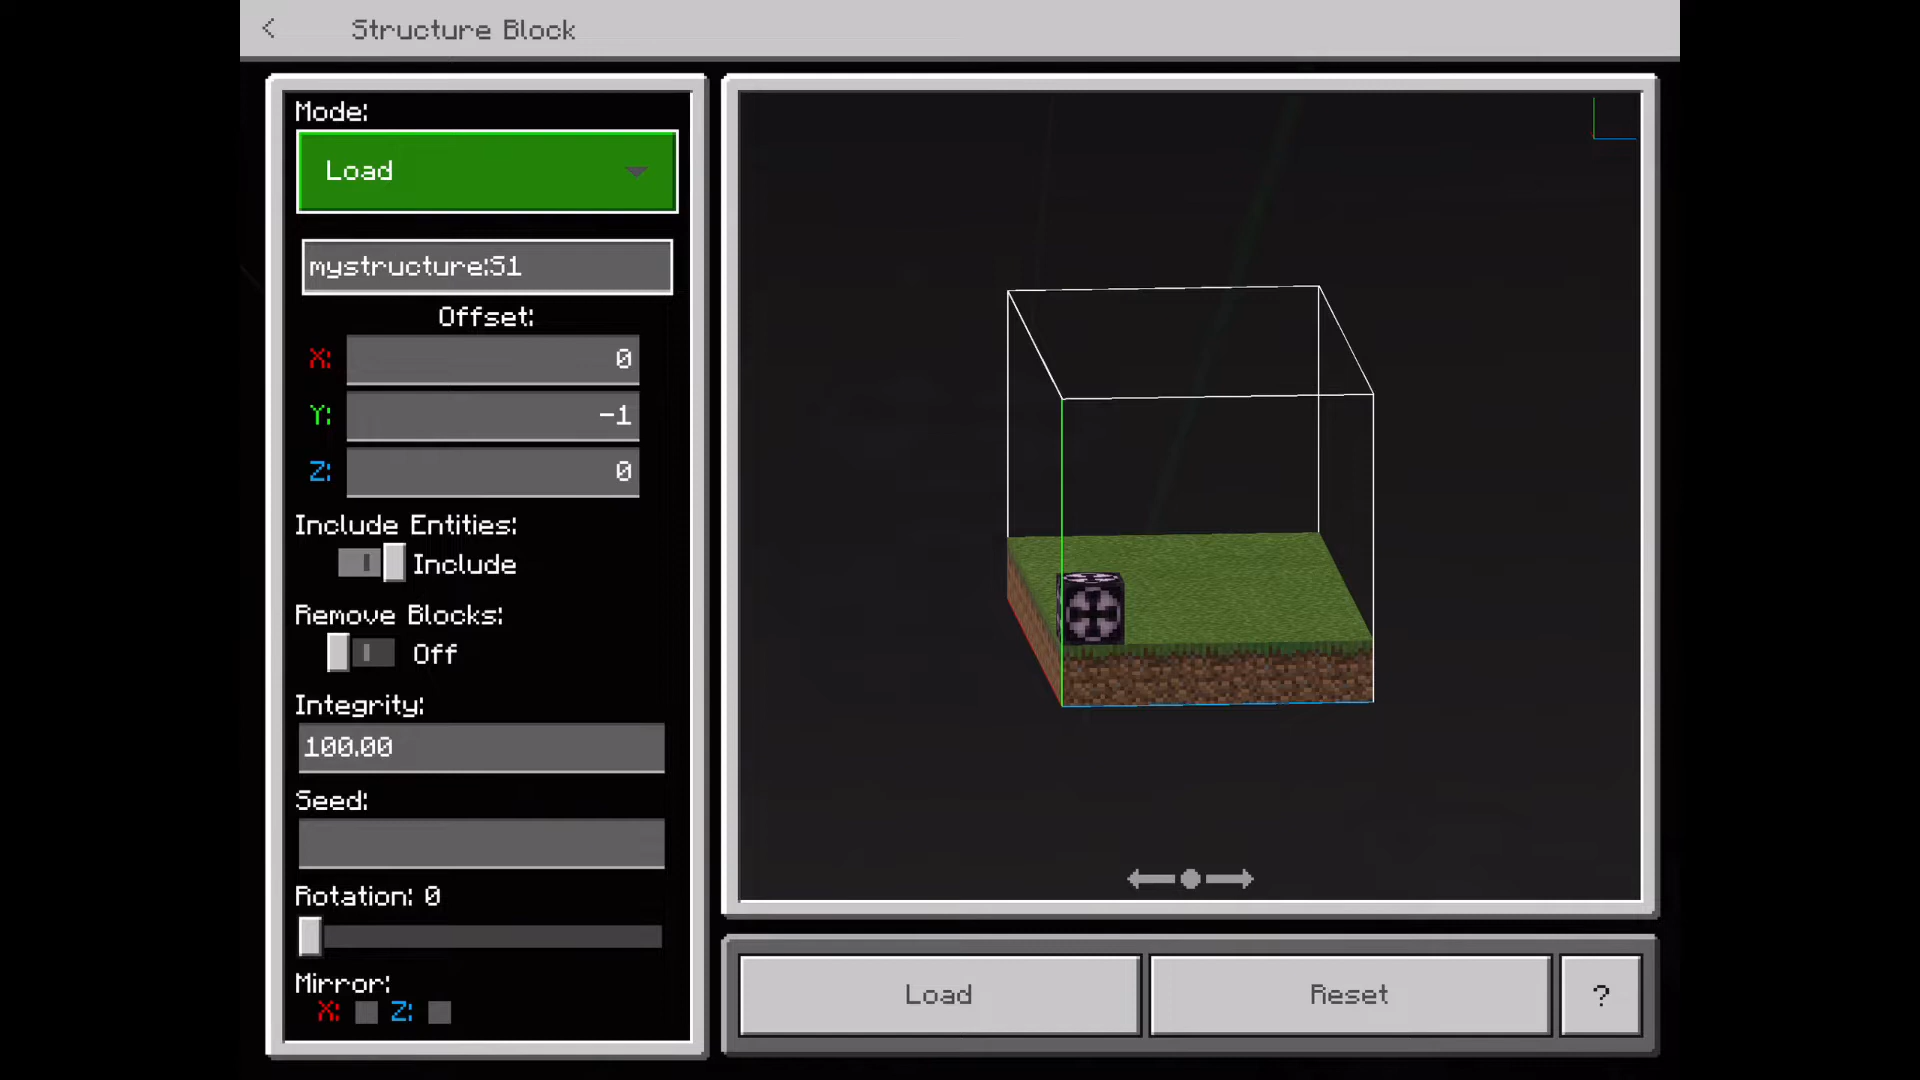 Structure Block
Mode:
Load
mystructure:S1
Offset:
X: 0
Y: -1
Z: 0
Include Entities:
Include
Remove Blocks:
Off
Integrity:
100.00
Seed:
Rotation: 0
Mirror:
X: Z:
Load
Reset
?